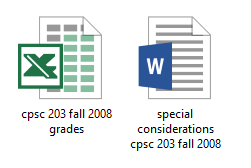 cpsc 203 fall 2008
grades
special
considerations
cpsc 203 fall 2008